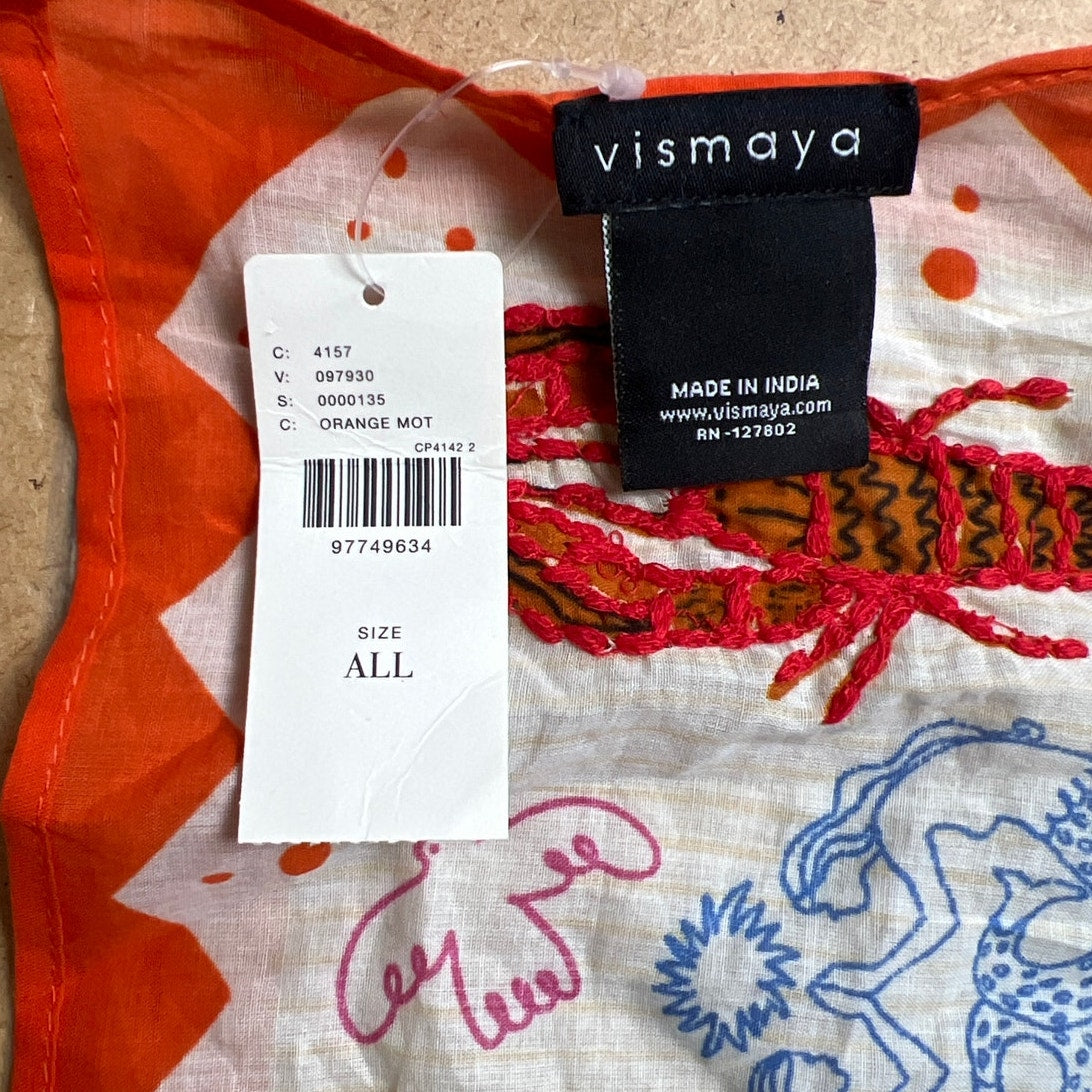 vismaya
MADE IN INDIA
www.vismaya.com
RN -127802
C: 4157
V: 097930
S: 0000135
C: ORANGE MOT
CP4142 2
97749634
SIZE
ALL